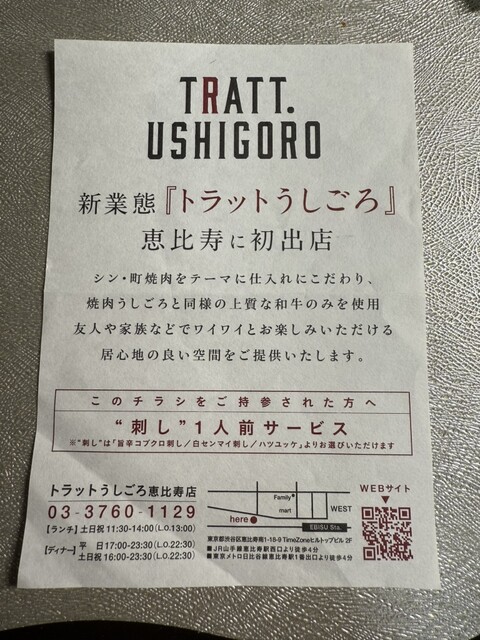 TRATT.
USHIGORO
新業態『トラットうしごろ』
恵比寿に初出店
シン・町焼肉をテーマに仕入れにこだわり、
焼肉うしごろと同様の上質な和牛のみを使用
友人や家族などでワイワイとお楽しみいただける
居心地の良い空間をご提供いたします。
このチラシをご持参された方へ
“刺し”1人前サービス
※“刺し”は「旨辛コブクロ刺し／白センマイ刺し／ハツユッケ」よりお選びいただけます
トラットうしごろ恵比寿店
03-3760-1129
【ランチ】土日祝 11:30-14:00(L.O.13:00)
【ディナー】平 日 17:00-23:30(L.O.22:30)
土日祝 16:00-23:30(L.O.22:30)
Family
mart
WEST
here
EBISU Sta.
東京都渋谷区恵比寿南1-18-9 TimeZoneヒルトップビル 2F
■JR山手線恵比寿駅西口より徒歩4分
■東京メトロ日比谷線恵比寿駅1番出口より徒歩4分
WEBサイト